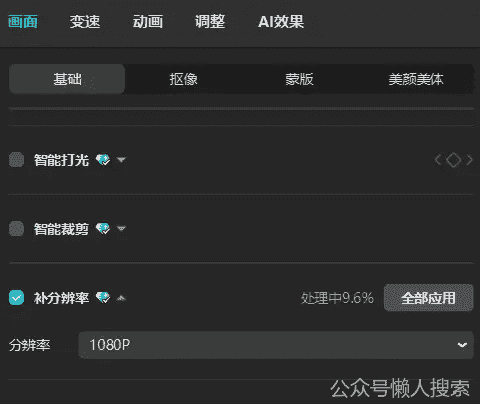 画面 变速 动画 调整 AI效果
基础 抠像 蒙版 美颜美体
智能打光
智能裁剪
补分辨率 处理中9.6% 全部应用
分辨率 1080P
公众号懒人搜索